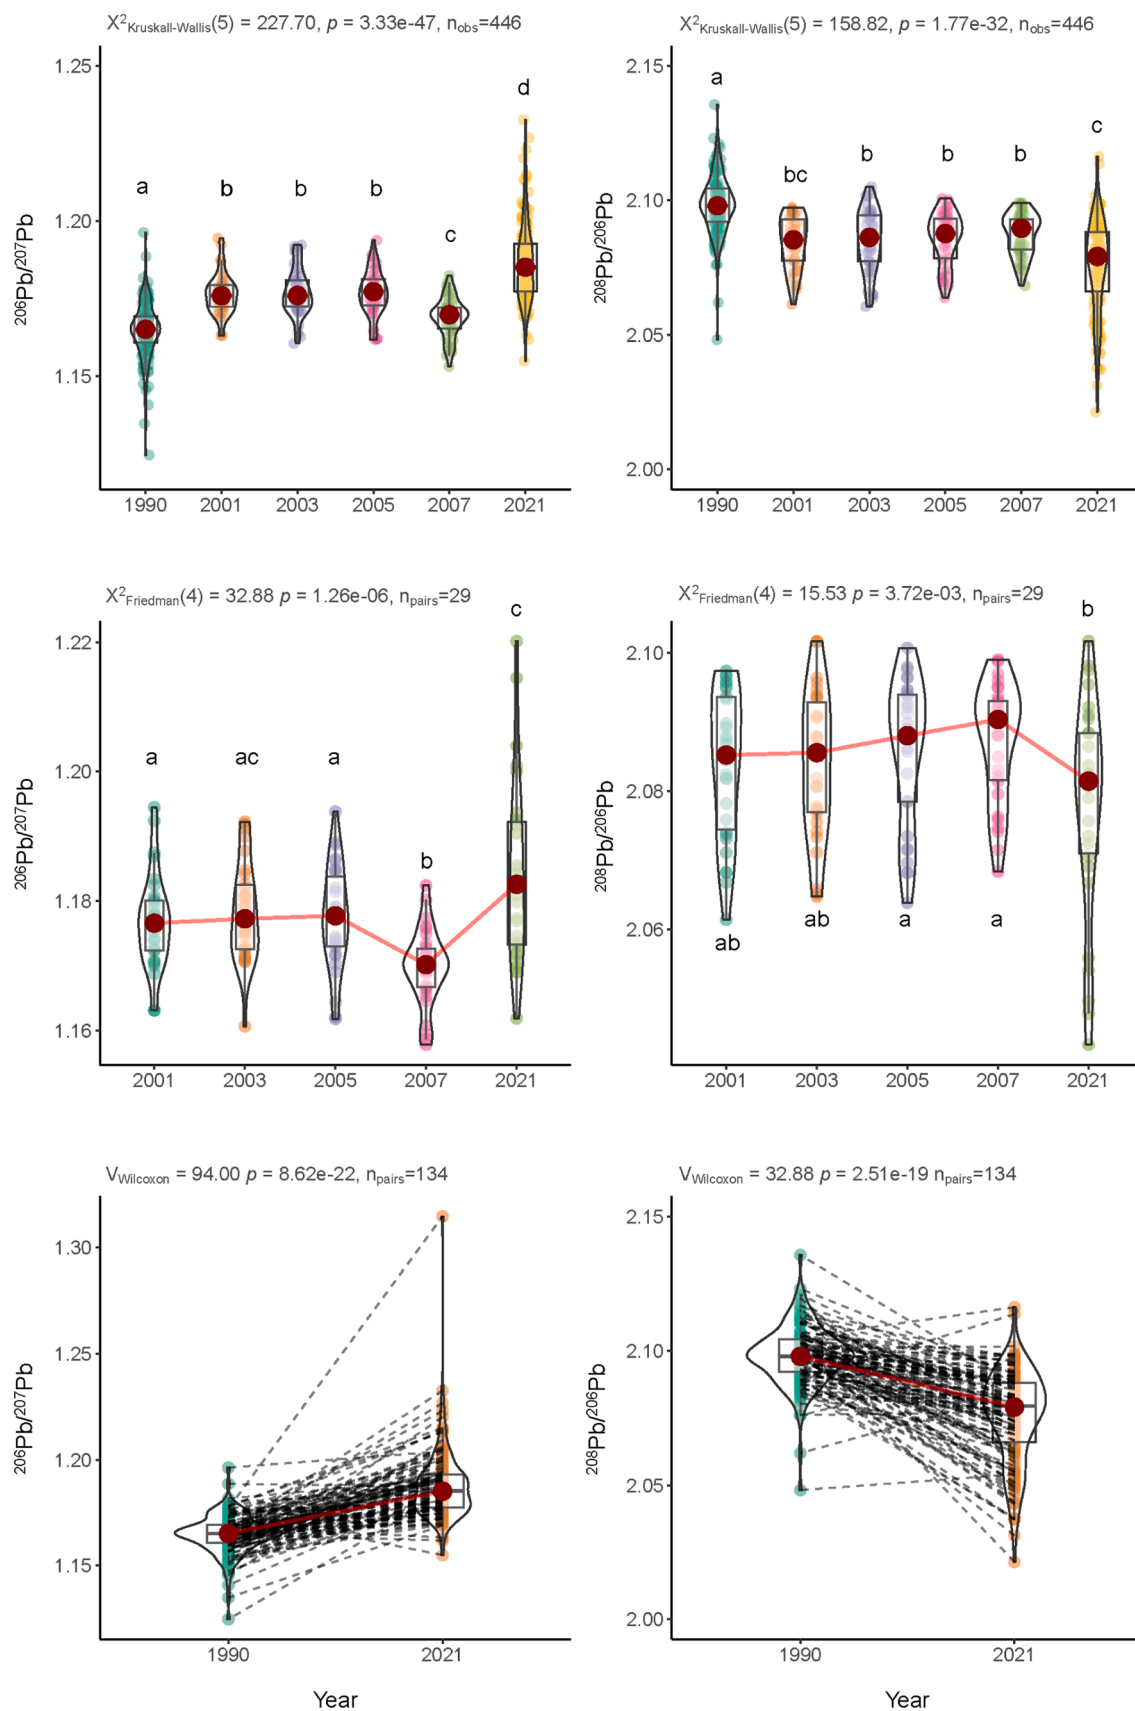 X²Kruskall-Wallis(5) = 227.70, p = 3.33e-47, nobs=446
1.25
1.20
1.15
206Pb/207Pb
a
b
b
b
c
d
1990 2001 2003 2005 2007 2021
X²Kruskall-Wallis(5) = 158.82, p = 1.77e-32, nobs=446
2.15
2.10
2.05
2.00
208Pb/206Pb
a
bc
b
b
b
c
1990 2001 2003 2005 2007 2021
X²Friedman(4) = 32.88 p = 1.26e-06, npairs=29
1.22
1.20
1.18
1.16
206Pb/207Pb
a
ac
a
b
c
2001 2003 2005 2007 2021
X²Friedman(4) = 15.53 p = 3.72e-03, npairs=29
2.10
2.08
2.06
208Pb/206Pb
ab
ab
a
a
b
2001 2003 2005 2007 2021
VWilcoxon = 94.00 p = 8.62e-22, npairs=134
1.30
1.25
1.20
1.15
206Pb/207Pb
1990 2021
Year
VWilcoxon = 32.88 p = 2.51e-19 npairs=134
2.15
2.10
2.05
2.00
208Pb/206Pb
1990 2021
Year